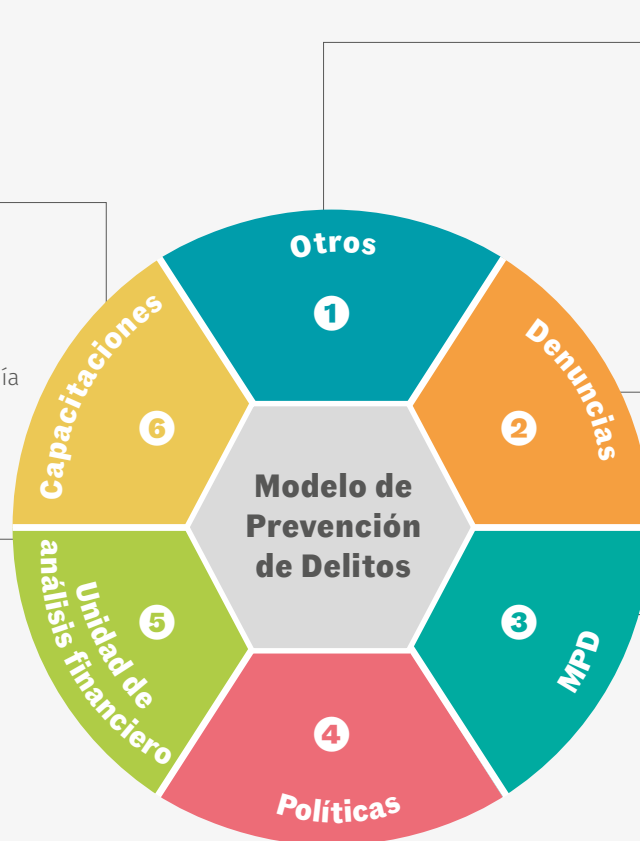 Otros
1
Denuncias
2
3
MPD
4
Políticas
Unidad de
análisis financiero
5
Capacitaciones
6
Modelo de
Prevención
de Delitos
ía